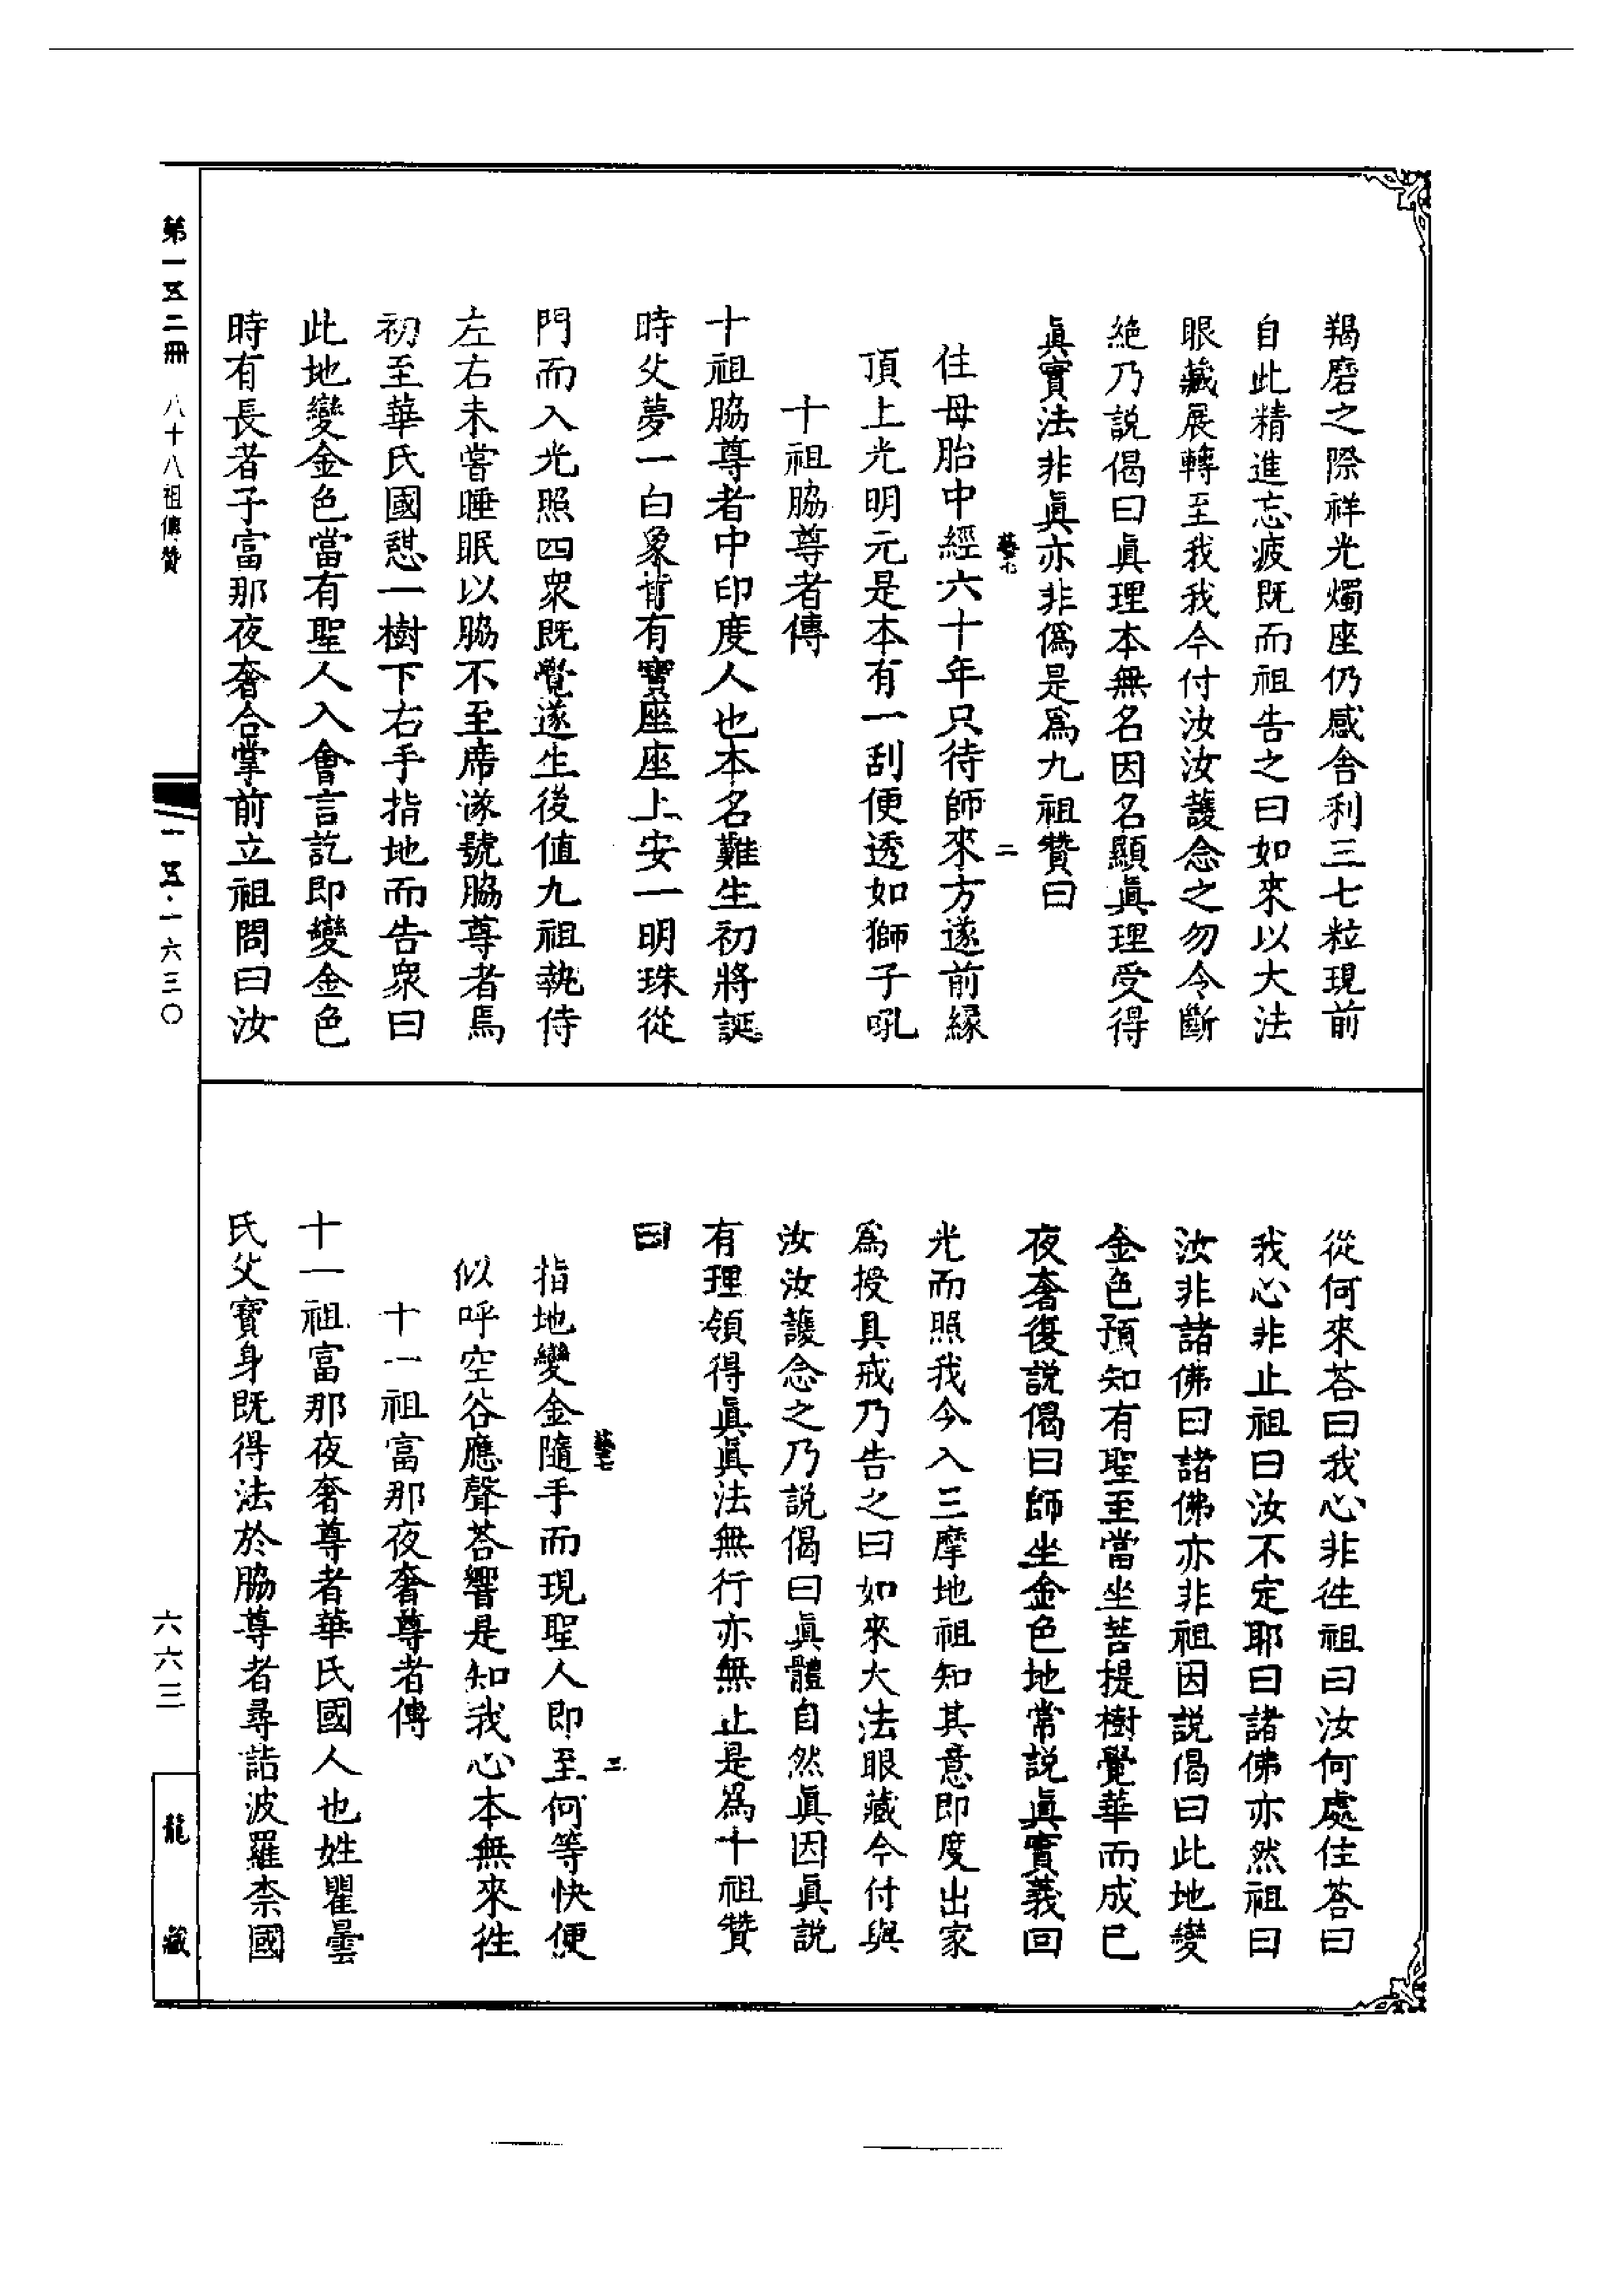 羯磨之際祥光燭座仍感舍利三七粒現前
自此精進忘疲既而祖告之曰如來以大法
眼藏展轉至我我今付汝汝護念之勿令斷
絶乃説偈曰眞理本無名因名顯眞理受得
眞實法非眞亦非僞是爲九祖贊曰
藝七
二
住母胎中經六十年只待師來方遂前緣
頂上光明元是本有一刮便透如獅子吼
十祖脇尊者傳
十祖脇尊者中印度人也本名難生初將誕
時父夢一白象背有寶座座上安一明珠從
門而入光照四衆既覺遂生後值九祖執侍
左右未嘗睡眠以脇不至席遂號脇尊者焉
初至華氏國憇一樹下右手指地而告衆曰
此地變金色當有聖人入會言訖即變金色
時有長者子富那夜奢合掌前立祖問曰汝
從何來荅曰我心非徃祖曰汝何處住荅曰
我心非止祖曰汝不定耶曰諸佛亦然祖曰
汝非諸佛曰諸佛亦非祖因説偈曰此地變
金色預知有聖至當坐菩提樹覺華而成已
夜奢復説偈曰師坐金色地常説眞實義回
光而照我今入三摩地祖知其意即度出家
爲授具戒乃告之曰如來大法眼藏今付與
汝汝護念之乃説偈曰眞體自然眞因眞説
有理領得眞眞法無行亦無止是爲十祖贊
曰
藝七
三
指地變金隨手而現聖人即至何等快便
似呼空谷應聲荅響是知我心本無來徃
十一祖富那夜奢尊者傳
十一祖富那夜奢尊者華氏國人也姓瞿曇
氏父寶身既得法於脇尊者尋詣波羅柰國
第一五二冊 八十八祖傳贊
一五·一六三〇
六六三
龍藏